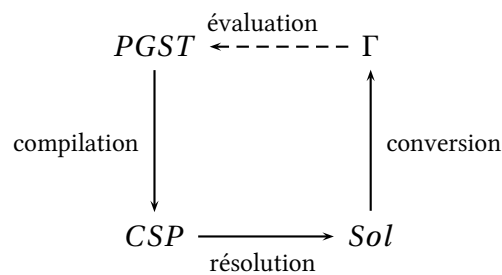 évaluation
PGST Γ
compilation conversion
CSP Sol
résolution